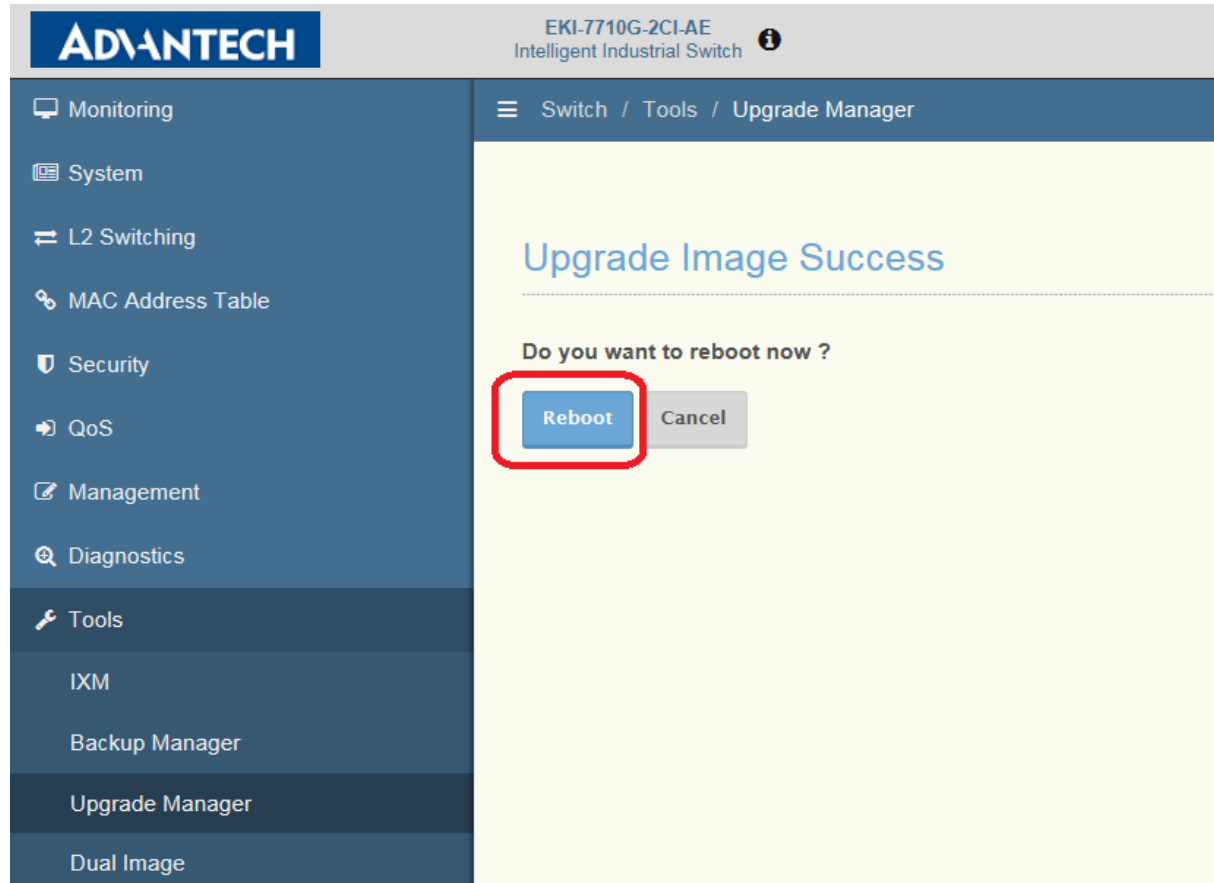 ADVANTECH
EKI-7710G-2CI-AE
Intelligent Industrial Switch
Monitoring
System
L2 Switching
MAC Address Table
Security
QoS
Management
Diagnostics
Tools
IXM
Backup Manager
Upgrade Manager
Dual Image
Switch / Tools / Upgrade Manager
Upgrade Image Success
Do you want to reboot now ?
Reboot Cancel